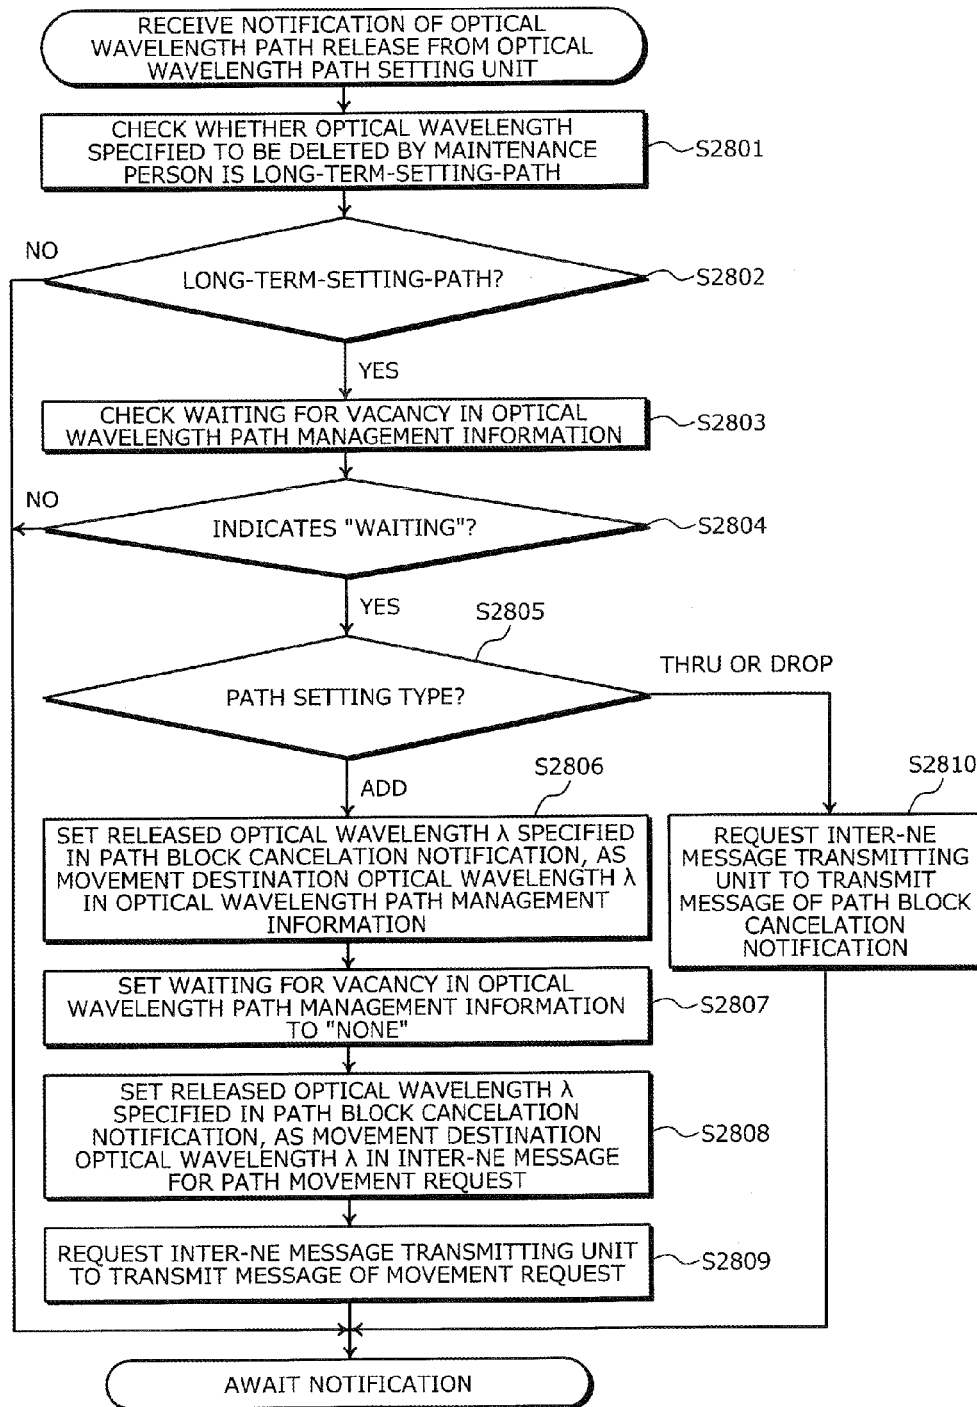 RECEIVE NOTIFICATION OF OPTICAL
WAVELENGTH PATH RELEASE FROM OPTICAL
WAVELENGTH PATH SETTING UNIT
CHECK WHETHER OPTICAL WAVELENGTH
SPECIFIED TO BE DELETED BY MAINTENANCE
PERSON IS LONG-TERM-SETTING-PATH
S2801
NO
LONG-TERM-SETTING-PATH?
S2802
YES
CHECK WAITING FOR VACANCY IN OPTICAL
WAVELENGTH PATH MANAGEMENT INFORMATION
S2803
NO
INDICATES "WAITING"?
S2804
YES
S2805
PATH SETTING TYPE?
THRU OR DROP
ADD
S2806
SET RELEASED OPTICAL WAVELENGTH λ SPECIFIED
IN PATH BLOCK CANCELATION NOTIFICATION, AS
MOVEMENT DESTINATION OPTICAL WAVELENGTH λ
IN OPTICAL WAVELENGTH PATH MANAGEMENT
INFORMATION
S2810
REQUEST INTER-NE
MESSAGE TRANSMITTING
UNIT TO TRANSMIT
MESSAGE OF PATH BLOCK
CANCELATION
NOTIFICATION
SET WAITING FOR VACANCY IN OPTICAL
WAVELENGTH PATH MANAGEMENT INFORMATION
TO "NONE"
S2807
SET RELEASED OPTICAL WAVELENGTH λ
SPECIFIED IN PATH BLOCK CANCELATION
NOTIFICATION, AS MOVEMENT DESTINATION
OPTICAL WAVELENGTH λ IN INTER-NE MESSAGE
FOR PATH MOVEMENT REQUEST
S2808
REQUEST INTER-NE MESSAGE TRANSMITTING UNIT
TO TRANSMIT MESSAGE OF MOVEMENT REQUEST
S2809
AWAIT NOTIFICATION